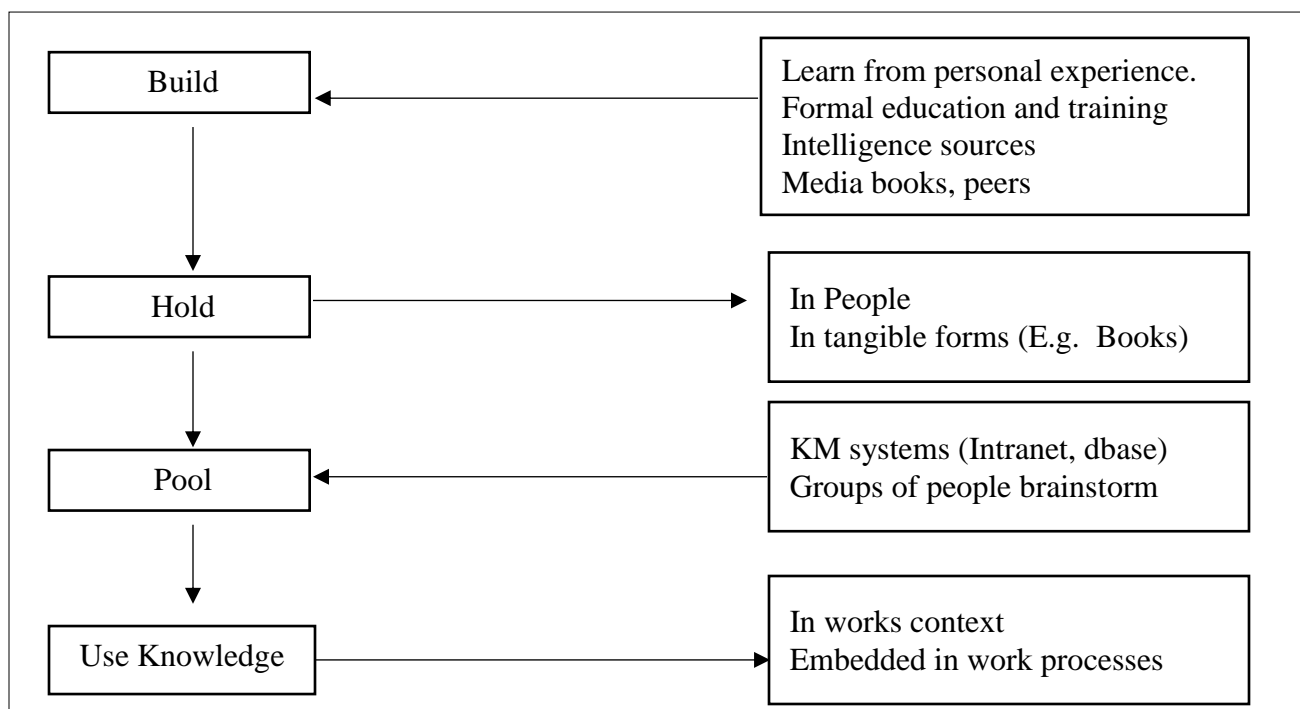 Build
Learn from personal experience.
Formal education and training
Intelligence sources
Media books, peers
Hold
In People
In tangible forms (E.g. Books)
Pool
KM systems (Intranet, dbase)
Groups of people brainstorm
Use Knowledge
In works context
Embedded in work processes